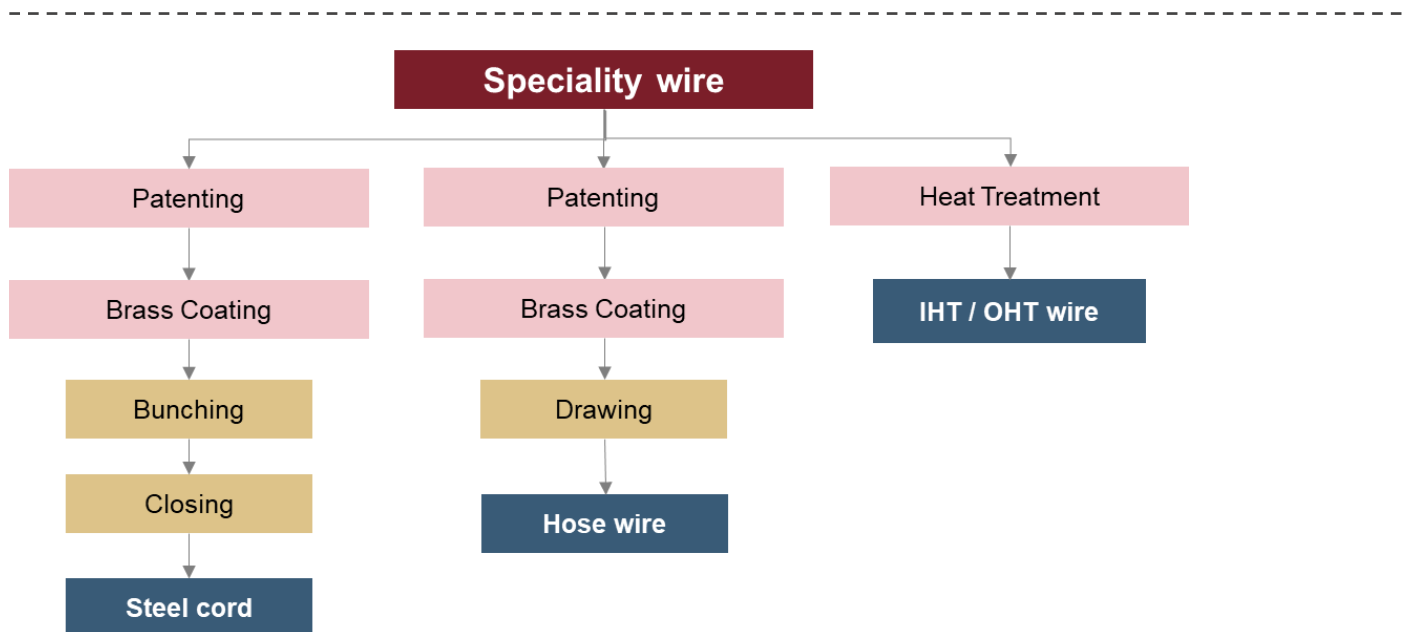 Speciality wire
Patenting
Patenting
Heat Treatment
Brass Coating
Brass Coating
IHT / OHT wire
Bunching
Drawing
Closing
Hose wire
Steel cord